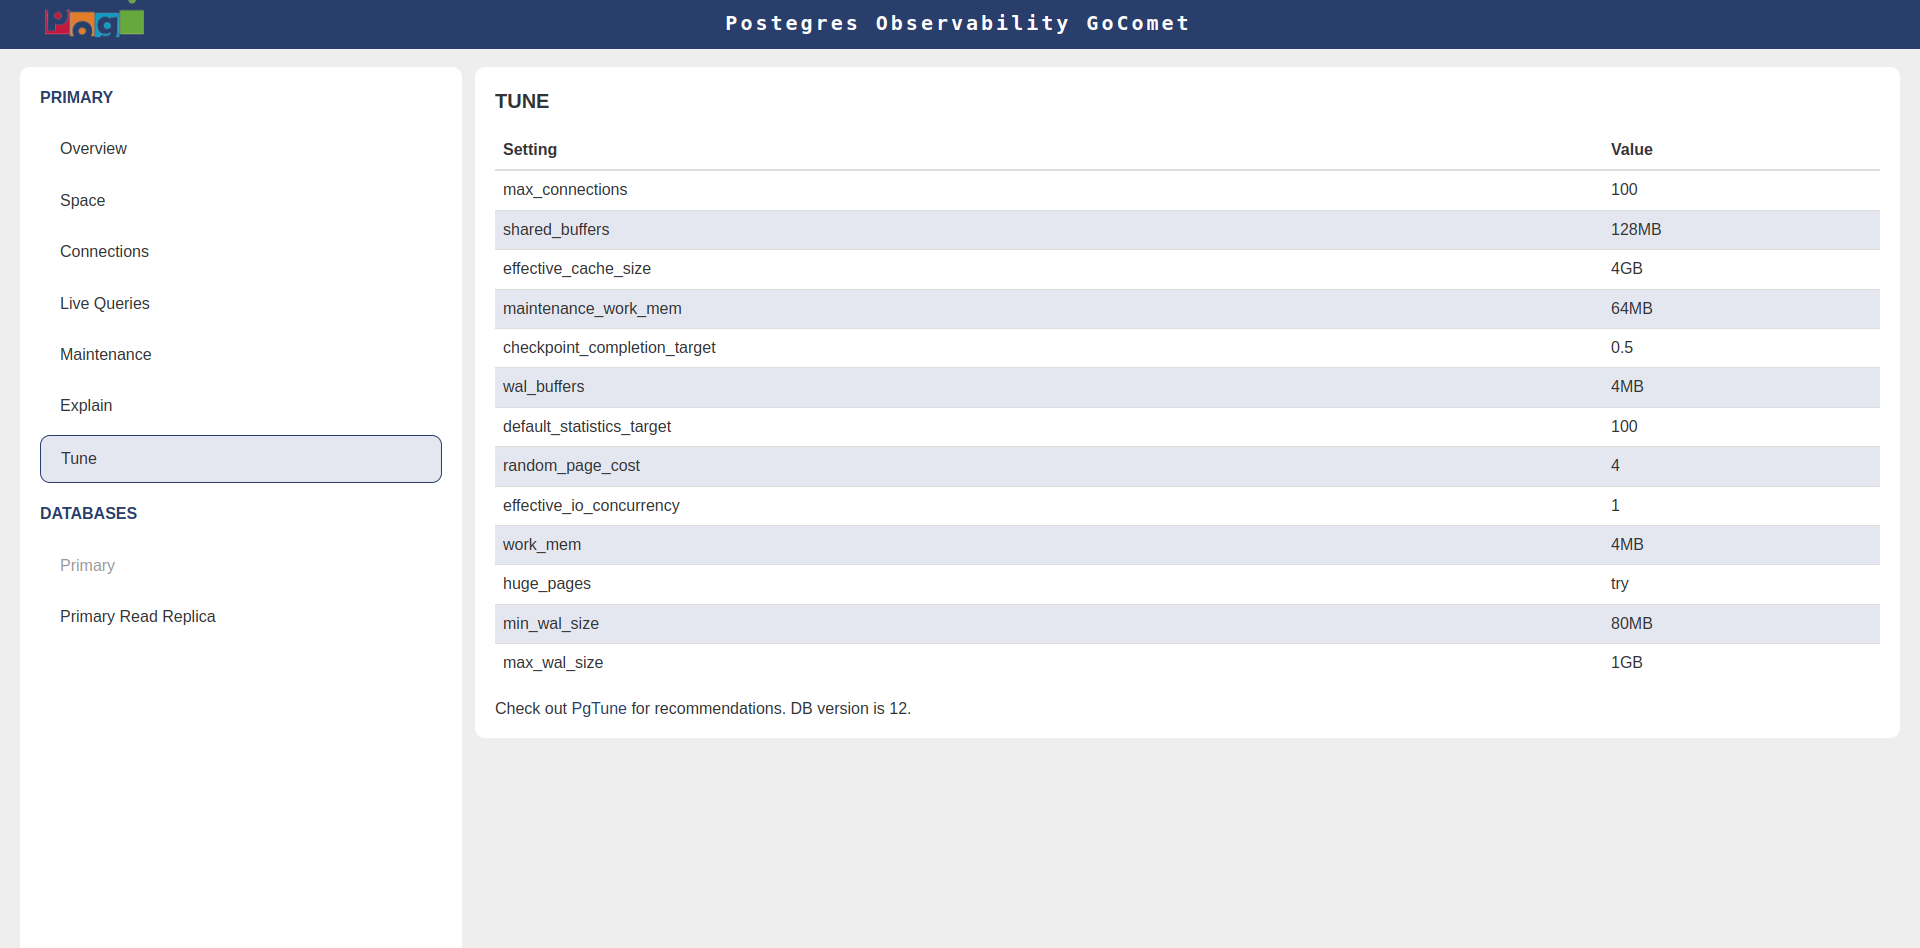 Pagi
Postegres Observability GoComet
PRIMARY
Overview
Space
Connections
Live Queries
Maintenance
Explain
Tune
DATABASES
Primary
Primary Read Replica
TUNE
Setting Value
max_connections 100
shared_buffers 128MB
effective_cache_size 4GB
maintenance_work_mem 64MB
checkpoint_completion_target 0.5
wal_buffers 4MB
default_statistics_target 100
random_page_cost 4
effective_io_concurrency 1
work_mem 4MB
huge_pages try
min_wal_size 80MB
max_wal_size 1GB
Check out PgTune for recommendations. DB version is 12.